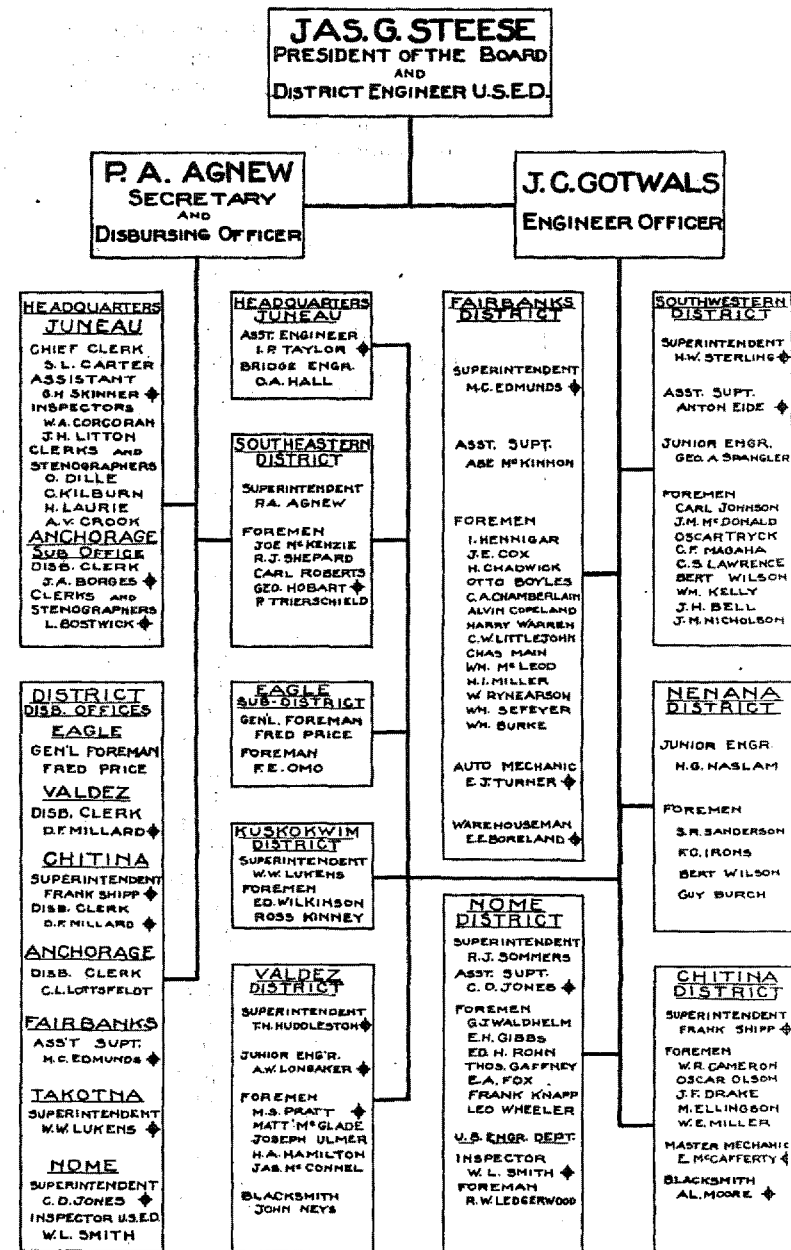 JAS. G. STEESE
PRESIDENT OF THE BOARD
AND
DISTRICT ENGINEER U.S.E.D.
P. A. AGNEW
SECRETARY
AND
DISBURSING OFFICER
J. C. GOTWALS
ENGINEER OFFICER
HEADQUARTERS
JUNEAU
CHIEF CLERK
S. L. CARTER
ASSISTANT
G.H. SKINNER
INSPECTORS
W.A. CORCORAN
J.H. LITTON
CLERKS AND
STENOGRAPHERS
O. DILLE
C. KILBURN
H. LAURIE
A.V. CROOK
ANCHORAGE
SUB OFFICE
DISB. CLERK
J.A. BORGES
CLERKS AND
STENOGRAPHERS
L. BOSTWICK
DISTRICT
DISB. OFFICES
EAGLE
GEN'L FOREMAN
FRED PRICE
VALDEZ
DISB. CLERK
D.F. MILLARD
CHITINA
SUPERINTENDENT
FRANK SHIPP
DISB. CLERK
D.F. MILLARD
ANCHORAGE
DISB. CLERK
C.L. LOTTSFELDT
FAIRBANKS
ASS'T SUPT.
M.C. EDMUNDS
TAKOTNA
SUPERINTENDENT
W.W. LUKENS
NOME
SUPERINTENDENT
C.D. JONES
INSPECTOR U.S.E.D.
W.L. SMITH
HEADQUARTERS
JUNEAU
ASST. ENGINEER
I.P. TAYLOR
BRIDGE ENGR.
O.A. HALL
SOUTHEASTERN
DISTRICT
SUPERINTENDENT
P.A. AGNEW
FOREMEN
JOE McKENZIE
R.J. SHEPARD
CARL ROBERTS
GEO. HOBART
P. TRIERSCHIELD
EAGLE
SUB-DISTRICT
GEN'L. FOREMAN
FRED PRICE
FOREMAN
F.E. OMO
KUSKOKWIM
DISTRICT
SUPERINTENDENT
W.W. LUKENS
FOREMEN
ED. WILKINSON
ROSS KINNEY
VALDEZ
DISTRICT
SUPERINTENDENT
T.H. HUDDLESTON
JUNIOR ENG'R.
A.W. LONBAKER
FOREMEN
M.S. PRATT
MATT McGLADE
JOSEPH ULMER
H.A. HAMILTON
JAS. McCONNEL
BLACKSMITH
JOHN NEYS
FAIRBANKS
DISTRICT
SUPERINTENDENT
M.C. EDMUNDS
ASST. SUPT.
ABE McKINNON
FOREMEN
I. HENNIGAR
J.E. COX
H. CHADWICK
OTTO BOYLES
C.A. CHAMBERLAIN
ALVIN COPELAND
HARRY WARREN
C.W. LITTLEJOHN
CHAS MAIN
WM. McLEOD
H.I. MILLER
W RYNEARSON
WM. SEFEYER
WM. BURKE
AUTO MECHANIC
E.J. TURNER
WAREHOUSEMAN
E.E. BORELAND
NOME
DISTRICT
SUPERINTENDENT
R.J. SOMMERS
ASST. SUPT.
C.D. JONES
FOREMEN
G.J WALDHELM
E.H. GIBBS
ED. H. ROHN
THOS. GAFFNEY
E.A. FOX
FRANK KNAPP
LEO WHEELER
U.S. ENGR. DEPT.
INSPECTOR
W. L. SMITH
FOREMAN
R.W. LEDGERWOOD
SOUTHWESTERN
DISTRICT
SUPERINTENDENT
H.W. STERLING
ASST. SUPT.
ANTON EIDE
JUNIOR ENGR.
GEO. A SPANGLER
FOREMEN
CARL JOHNSON
J.M. McDONALD
OSCAR TRYCK
C.F. MAGAHA
C.S. LAWRENCE
BERT WILSON
WM. KELLY
J.H. BELL
J.M. NICHOLSON
NENANA
DISTRICT
JUNIOR ENGR.
H.G. NASLAM
FOREMEN
S.R. SANDERSON
F.G. IRONS
BERT WILSON
GUY BURCH
CHITINA
DISTRICT
SUPERINTENDENT
FRANK SHIPP
FOREMEN
W.R. CAMERON
OSCAR OLSON
J.F. DRAKE
M. ELLINGSON
W.E. MILLER
MASTER MECHANIC
E. McCAFFERTY
BLACKSMITH
AL. MOORE